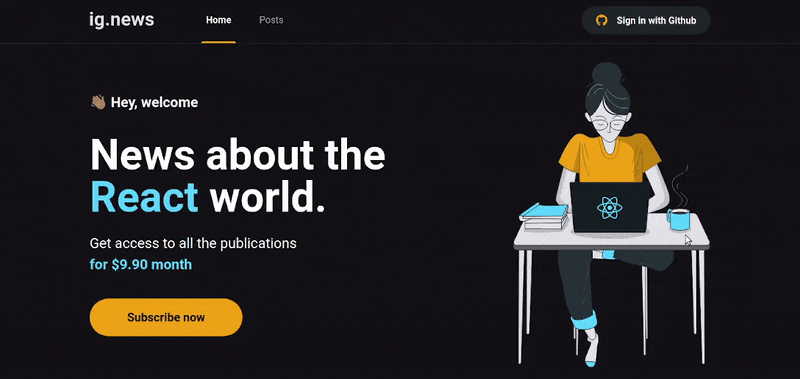 ig.news
Home
Posts
Sign in with Github
👋🏽 Hey, welcome
News about the
React world.
Get access to all the publications
for $9.90 month
Subscribe now